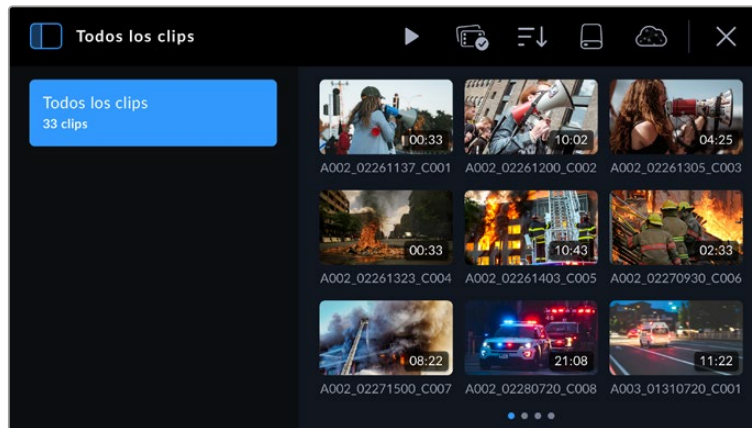 Todos los clips
Todos los clips
33 clips
00:33
10:02
04:25
A002_02261137_C001
A002_02261200_C002
A002_02261305_C003
00:33
10:43
02:33
A002_02261323_C004
A002_02261403_C005
A002_02270930_C006
08:22
21:08
11:22
A002_02271500_C007
A002_02280720_C008
A003_01310720_C001